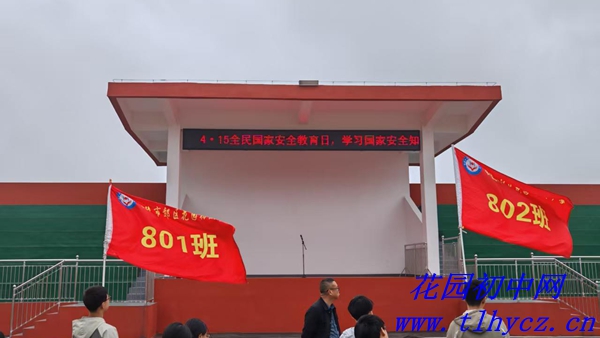 4·15全民国家安全教育日，学习国家安全知
801班
802班
花园初中网
www.tlhycz.cn